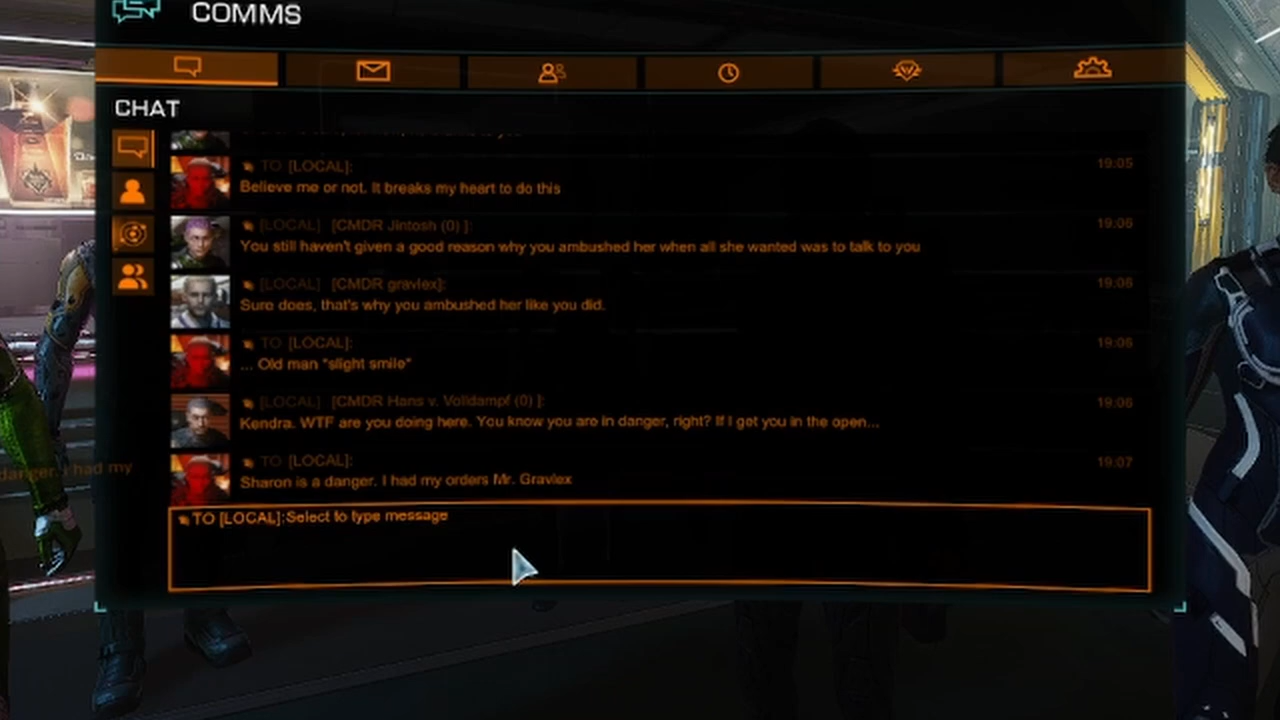 COMMS
CHAT
TO [LOCAL]:
19:05
Believe me or not. It breaks my heart to do this
[LOCAL] [CMDR Jintosh (0) ]:
19:06
You still haven't given a good reason why you ambushed her when all she wanted was to talk to you
[LOCAL] [CMDR gravlex]:
19:06
Sure does, that's why you ambushed her like you did.
TO [LOCAL]:
19:06
... Old man *slight smile*
[LOCAL] [CMDR Hans v. Volldampf (0) ]:
19:06
Kendra. WTF are you doing here. You know you are in danger, right? If I get you in the open...
TO [LOCAL]:
19:07
Sharon is a danger. I had my orders Mr. Gravlex
danger. I had my
TO [LOCAL]:Select to type message